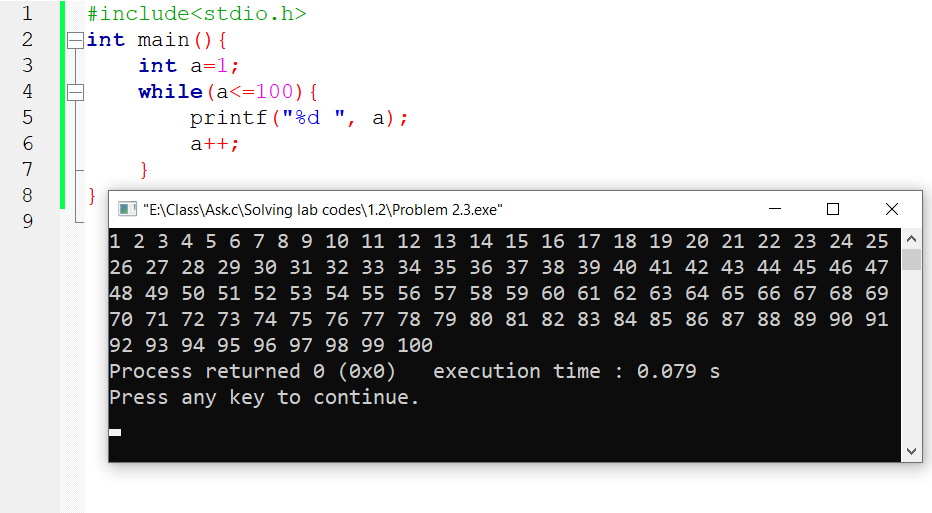 1 #include<stdio.h>
2 int main(){
3 int a=1;
4 while(a<=100){
5 printf("%d ", a);
6 a++;
7 }
8 }
9
"E:\Class\Ask.c\Solving lab codes\1.2\Problem 2.3.exe"
1 2 3 4 5 6 7 8 9 10 11 12 13 14 15 16 17 18 19 20 21 22 23 24 25
26 27 28 29 30 31 32 33 34 35 36 37 38 39 40 41 42 43 44 45 46 47
48 49 50 51 52 53 54 55 56 57 58 59 60 61 62 63 64 65 66 67 68 69
70 71 72 73 74 75 76 77 78 79 80 81 82 83 84 85 86 87 88 89 90 91
92 93 94 95 96 97 98 99 100
Process returned 0 (0x0)   execution time : 0.079 s
Press any key to continue.